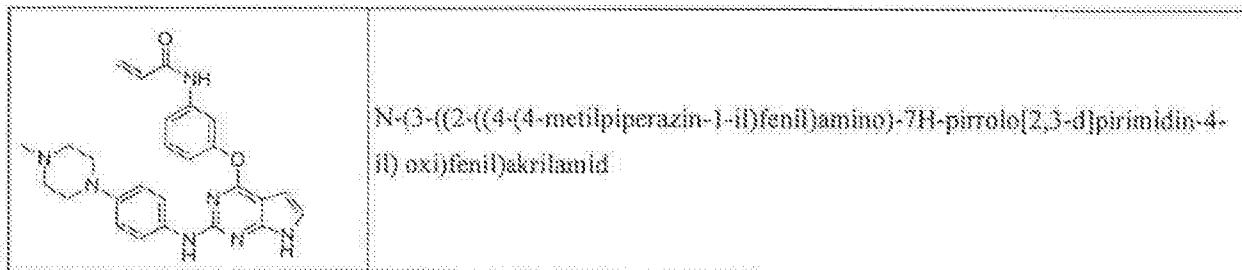 N-(3-((2-((4-(4-metilpiperazin-1-il)fenil)amino)-7H-pirrolo[2,3-d]pirimidin-4-
il) oxi)fenil)akrilamid
O
NH
N
N
O
N
N
H
N
N
H